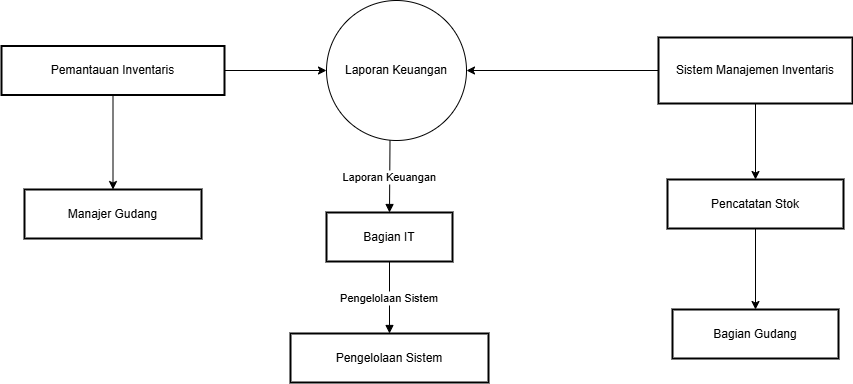 Pemantauan Inventaris
Laporan Keuangan
Sistem Manajemen Inventaris
Laporan Keuangan
Manajer Gudang
Pencatatan Stok
Bagian IT
Pengelolaan Sistem
Bagian Gudang
Pengelolaan Sistem